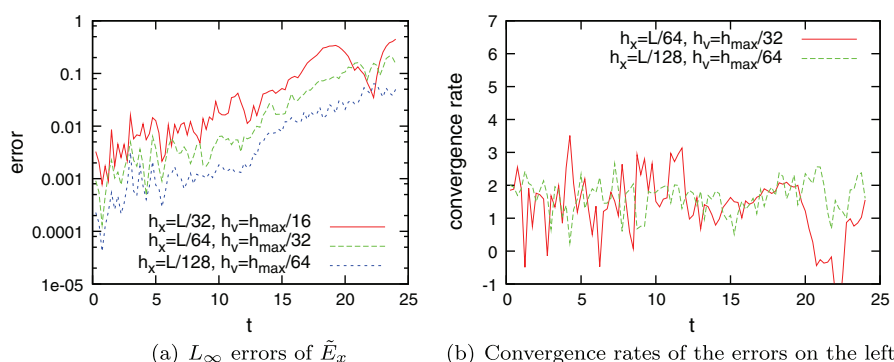 1
0.1
0.01
0.001
0.0001
1e-05
error
0 5 10 15 20 25
t
h_x=L/32, h_v=h_max/16
h_x=L/64, h_v=h_max/32
h_x=L/128, h_v=h_max/64
(a) L_∞ errors of Ẽ_x
7
6
5
4
3
2
1
0
-1
convergence rate
0 5 10 15 20 25
t
h_x=L/64, h_v=h_max/32
h_x=L/128, h_v=h_max/64
(b) Convergence rates of the errors on the left